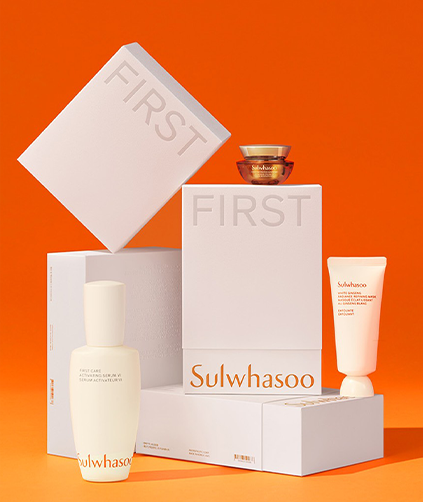 FIRST
Sulwhasoo
FIRST
Sulwhasoo
WHITE GINSENG
RADIANCE REFINING MASK
MASQUE ÉCLAT LISSANT
AU GINSENG BLANC
EXFOLIATE
EXFOLIANT
FIRST CARE
ACTIVATING SERUM VI
SÉRUM ACTIVATEUR VI
Sulwhasoo
Sulwhasoo